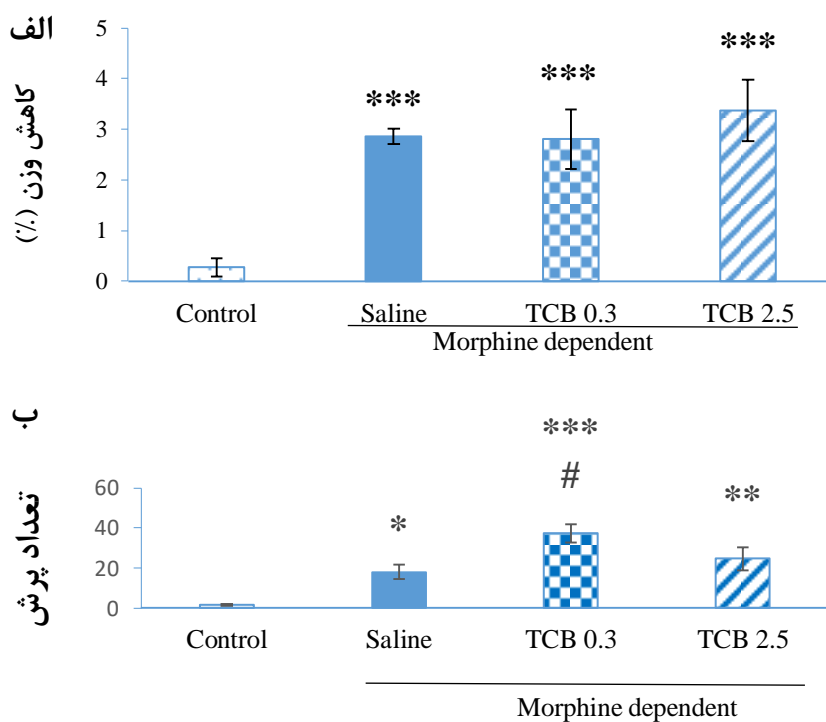 الف
کاهش وزن (٪)
5
4
3
2
1
0
***
***
***
Control
Saline
TCB 0.3
TCB 2.5
Morphine dependent
ب
تعداد پرش
60
40
20
0
*
***
#
**
Control
Saline
TCB 0.3
TCB 2.5
Morphine dependent